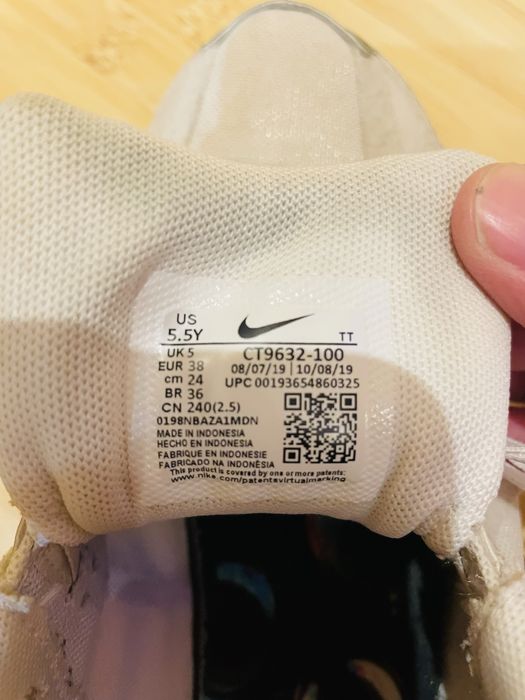 US
5.5Y
TT
UK 5
EUR 38
cm 24
BR 36
CN 240(2.5)
CT9632-100
08/07/19 | 10/08/19
UPC 00193654860325
0198NBAZA1MDN
MADE IN INDONESIA
HECHO EN INDONESIA
FABRIQUE EN INDONESIE
FABRICADO NA INDONÉSIA
This product is covered by one or more patents:
www.nike.com/patentsvirtualmarking